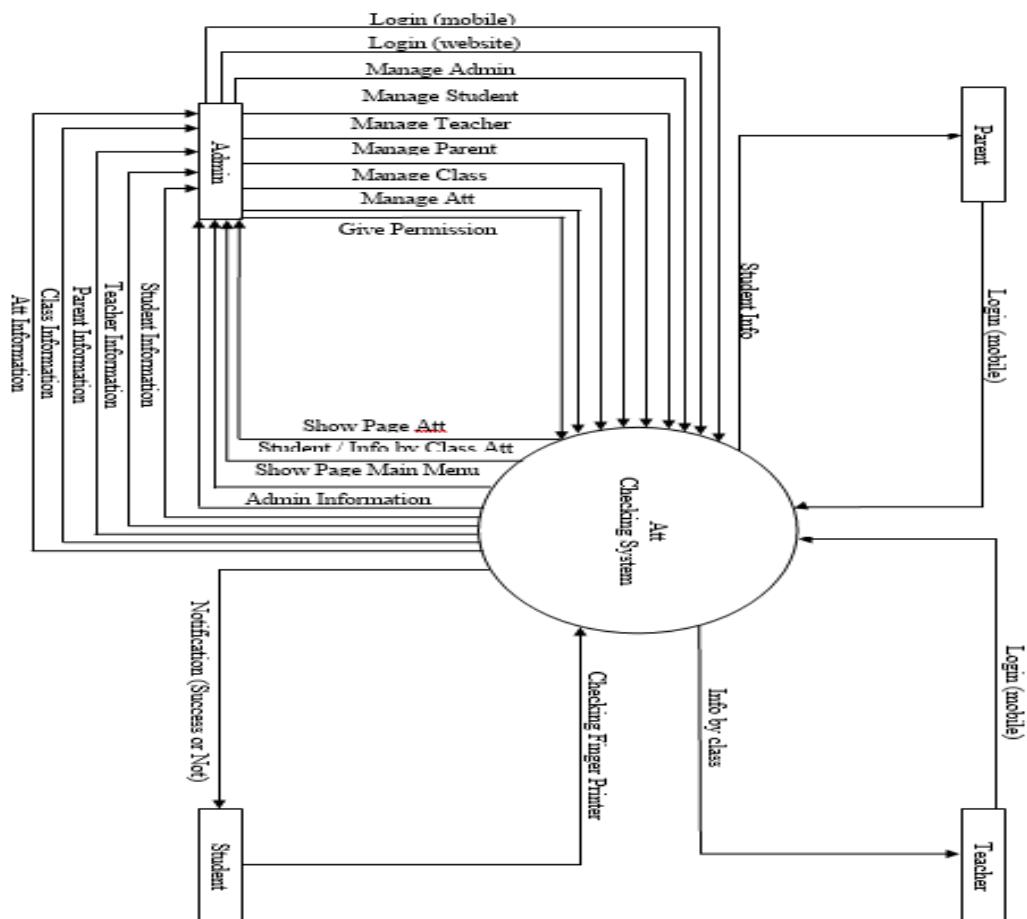 Login (mobile)
Login (website)
Manage Admin
Manage Student
Manage Teacher
Manage Parent
Manage Class
Manage Att
Give Permission
Admin
Parent
Student Info
Login (mobile)
Student Information
Teacher Information
Parent Information
Class Information
Att Information
Show Page Att
Student / Info by Class Att
Show Page Main Menu
Admin Information
Att
Checking System
Notification (Success or Not)
Checking Finger Printer
Info by class
Login (mobile)
Student
Teacher